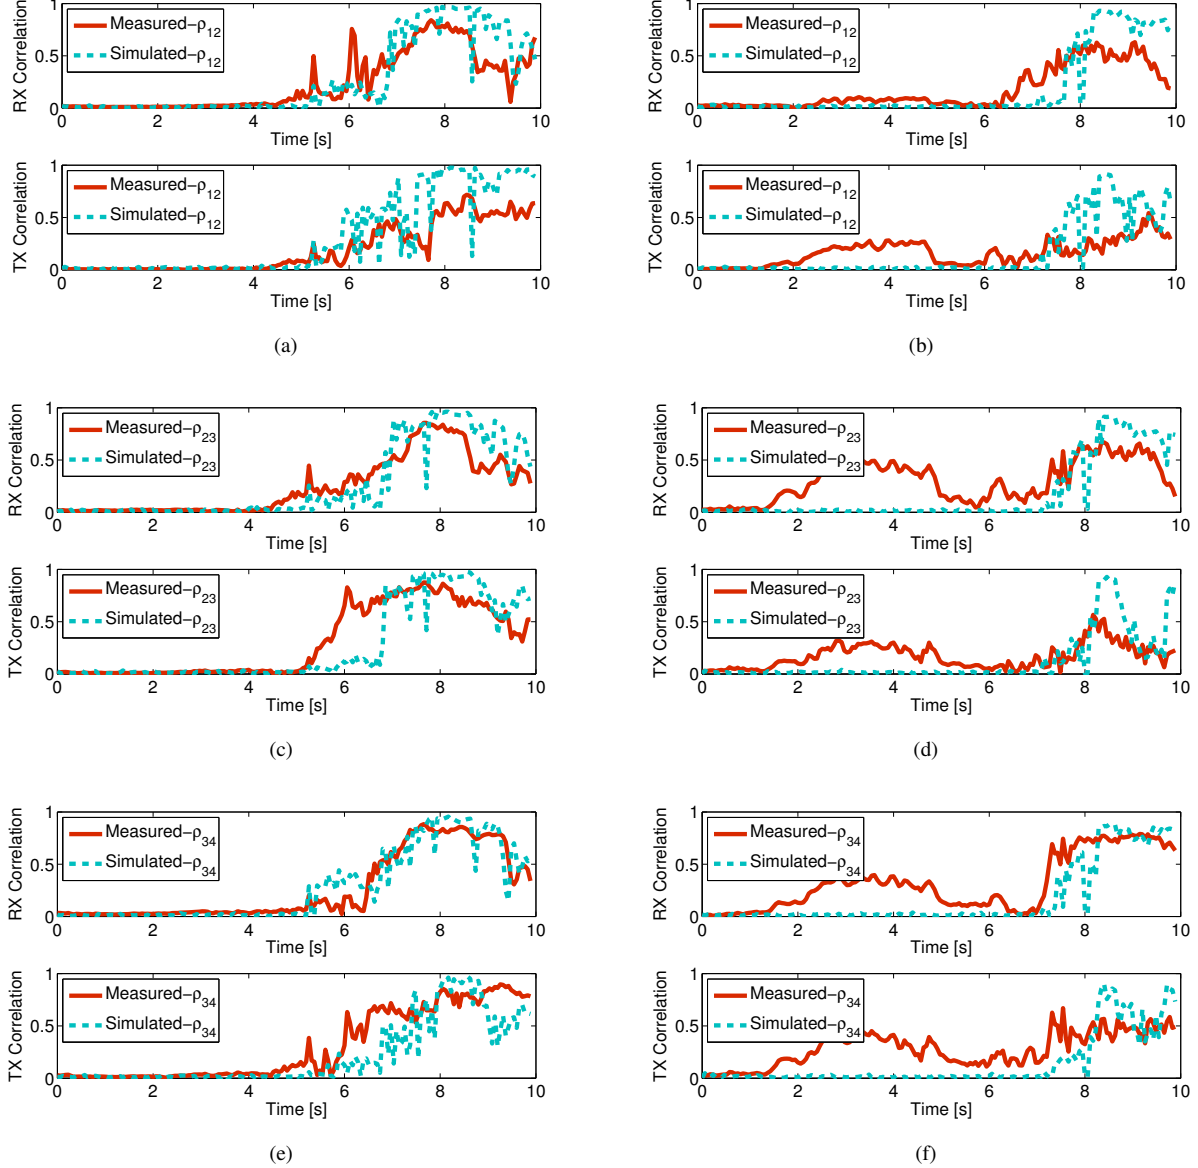 RX Correlation
1
0.5
0
Measured−ρ12
Simulated−ρ12
0 2 4 6 8 10
Time [s]
TX Correlation
1
0.5
0
Measured−ρ12
Simulated−ρ12
0 2 4 6 8 10
Time [s]
(a)
RX Correlation
1
0.5
0
Measured−ρ12
Simulated−ρ12
0 2 4 6 8 10
Time [s]
TX Correlation
1
0.5
0
Measured−ρ12
Simulated−ρ12
0 2 4 6 8 10
Time [s]
(b)
RX Correlation
1
0.5
0
Measured−ρ23
Simulated−ρ23
0 2 4 6 8 10
Time [s]
TX Correlation
1
0.5
0
Measured−ρ23
Simulated−ρ23
0 2 4 6 8 10
Time [s]
(c)
RX Correlation
1
0.5
0
Measured−ρ23
Simulated−ρ23
0 2 4 6 8 10
Time [s]
TX Correlation
1
0.5
0
Measured−ρ23
Simulated−ρ23
0 2 4 6 8 10
Time [s]
(d)
RX Correlation
1
0.5
0
Measured−ρ34
Simulated−ρ34
0 2 4 6 8 10
Time [s]
TX Correlation
1
0.5
0
Measured−ρ34
Simulated−ρ34
0 2 4 6 8 10
Time [s]
(e)
RX Correlation
1
0.5
0
Measured−ρ34
Simulated−ρ34
0 2 4 6 8 10
Time [s]
TX Correlation
1
0.5
0
Measured−ρ34
Simulated−ρ34
0 2 4 6 8 10
Time [s]
(f)